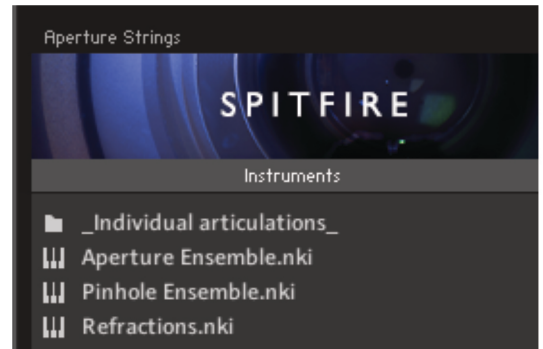 Aperture Strings
SPITFIRE
Instruments
_Individual articulations_
Aperture Ensemble.nki
Pinhole Ensemble.nki
Refractions.nki